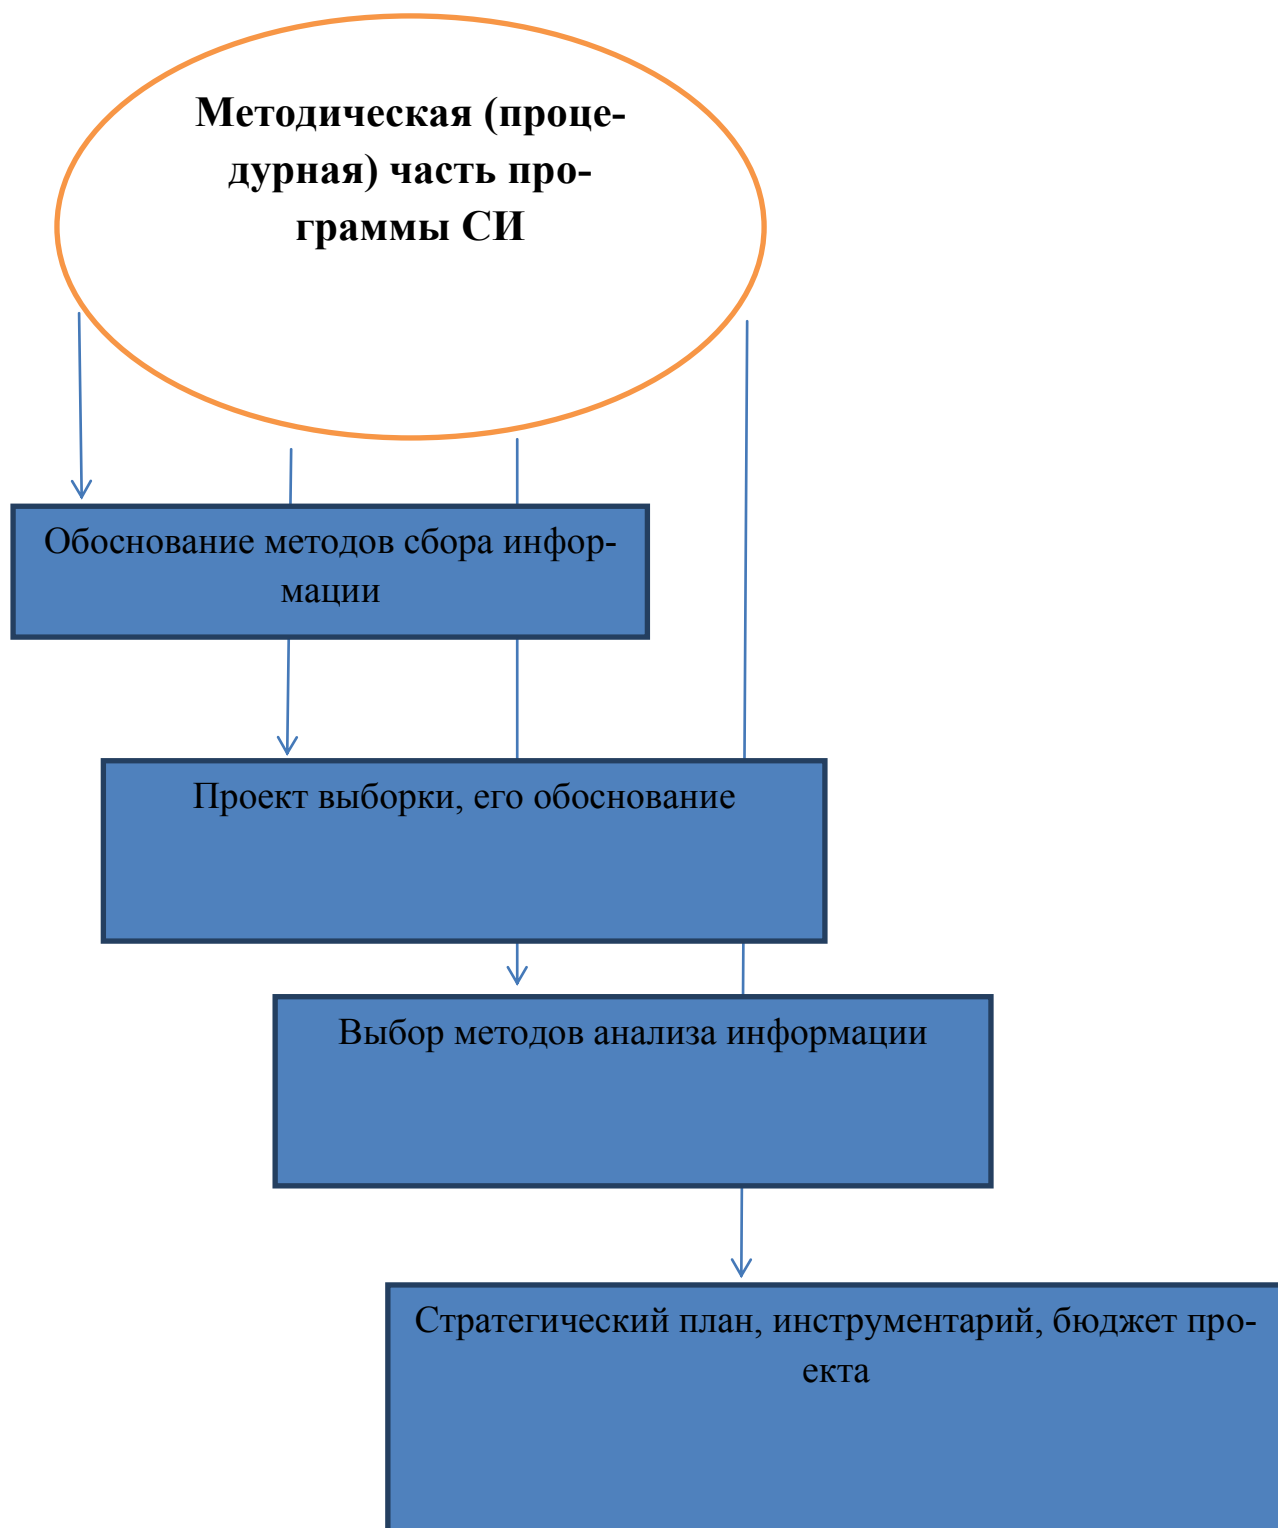 Методическая (проце-
дурная) часть про-
граммы СИ
Обоснование методов сбора инфор-
мации
Проект выборки, его обоснование
Выбор методов анализа информации
Стратегический план, инструментарий, бюджет про-
екта